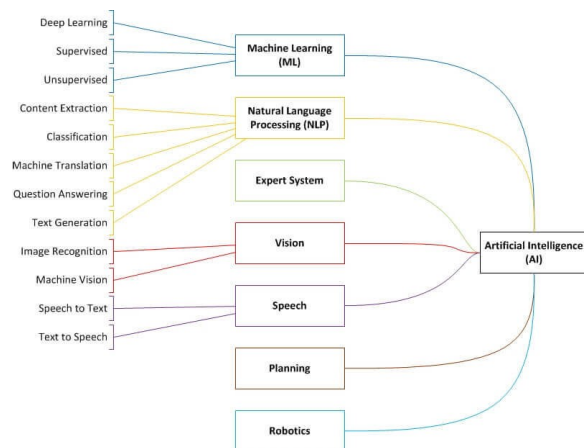 Deep Learning
Supervised
Unsupervised
Content Extraction
Classification
Machine Translation
Question Answering
Text Generation
Image Recognition
Machine Vision
Speech to Text
Text to Speech
Machine Learning
(ML)
Natural Language
Processing (NLP)
Expert System
Vision
Speech
Planning
Robotics
Artificial Intelligence
(AI)